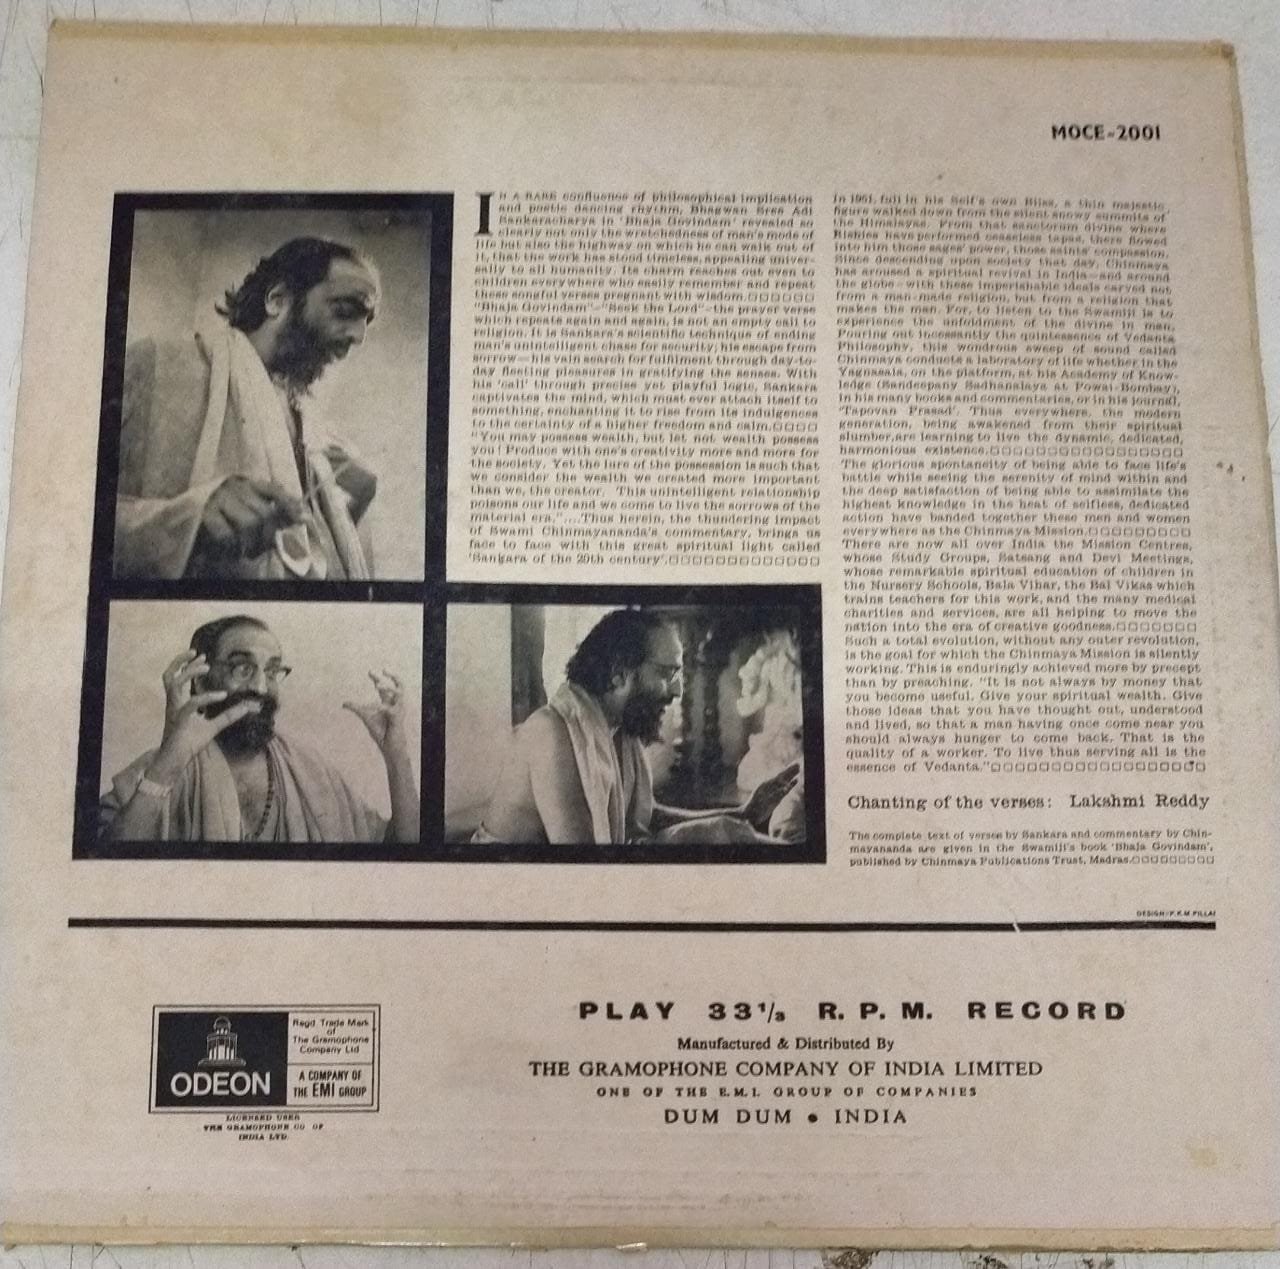 MOCE-2001
IN A RARE confluence of philosophical implication
and poetic dancing rhythm, Bhagwan Sree Adi
Sankaracharya in 'Bhaja Govindam' revealed so
clearly not only the wretchedness of man's mode of
life but also the highway on which he can walk out of
it, that the work has stood timeless, appealing univer-
sally to all humanity. Its charm reaches out even to
children everywhere who easily remember and repeat
these songful verses pregnant with wisdom.□□□□□□
"Bhaja Govindam"—"Seek the Lord"—the prayer verse
which repeats again and again, is not an empty call to
religion. It is Sankara's scientific technique of ending
man's unintelligent chase for security; his escape from
sorrow—his vain search for fulfilment through day-to-
day fleeting pleasures in gratifying the senses. With
his 'call' through precise yet playful logic, Sankara
captivates the mind, which must ever attach itself to
something, enchanting it to rise from its indulgences
to the certainty of a higher freedom and calm.□□□□
"You may possess wealth, but let not wealth possess
you! Produce with one's creativity more and more for
the society. Yet the lure of the possession is such that
we consider the wealth we created more important
than we, the creator. This unintelligent relationship
poisons our life and we come to live the sorrows of the
material era."....Thus herein, the thundering impact
of Swami Chinmayananda's commentary, brings us
face to face with this great spiritual light called
'Sankara of the 20th century'.□□□□□□□□□□□□□
In 1951, full in his Self's own Bliss, a thin majestic
figure walked down from the silent snowy summits of
the Himalayas. From that sanctorum divine where
Rishies have performed ceaseless tapas, there flowed
into him those sages' power, those saints' compassion.
Since descending upon society that day, Chinmaya
has aroused a spiritual revival in India—and around
the globe—with these imperishable ideals carved not
from a man-made religion, but from a religion that
makes the man. For, to listen to the Swamiji is to
experience the unfoldment of the divine in man.
Pouring out incessantly the quintessence of Vedanta
Philosophy, this wondrous sweep of sound called
Chinmaya conducts a laboratory of life whether in the
Yagnasala, on the platform, at his Academy of Know-
ledge (Sandeepany Sadhanalaya at Powai-Bombay),
in his many books and commentaries, or in his journal,
'Tapovan Prasad'. Thus everywhere, the modern
generation, being awakened from their spiritual
slumber, are learning to live the dynamic, dedicated,
harmonious existence.□□□□□□□□□□□□□□□□
The glorious spontaneity of being able to face life's
battle while seeing the serenity of mind within and
the deep satisfaction of being able to assimilate the
highest knowledge in the heat of selfless, dedicated
action have banded together these men and women
everywhere as the Chinmaya Mission.□□□□□□□□□
There are now all over India the Mission Centres,
whose Study Groups, Satsang and Devi Meetings,
whose remarkable spiritual education of children in
the Nursery Schools, Bala Vihar, the Bal Vikas which
trains teachers for this work, and the many medical
charities and services, are all helping to move the
nation into the era of creative goodness.□□□□□□□
Such a total evolution, without any outer revolution,
is the goal for which the Chinmaya Mission is silently
working. This is enduringly achieved more by precept
than by preaching. "It is not always by money that
you become useful. Give your spiritual wealth. Give
those ideas that you have thought out, understood
and lived, so that a man having once come near you
should always hunger to come back. That is the
quality of a worker. To live thus serving all is the
essence of Vedanta."□□□□□□□□□□□□□□□□□□
Chanting of the verses: Lakshmi Reddy
The complete text of verses by Sankara and commentary by Chin-
mayananda are given in the Swamiji's book 'Bhaja Govindam',
published by Chinmaya Publications Trust, Madras.□□□□□□□□□
DESIGN: P.K.M PILLAI
ODEON
Regd. Trade Mark
of
The Gramophone
Company Ltd
A COMPANY OF
THE EMI GROUP
LICENSED USER
THE GRAMOPHONE CO OF
INDIA LTD.
PLAY 33⅓ R. P. M. RECORD
Manufactured & Distributed By
THE GRAMOPHONE COMPANY OF INDIA LIMITED
ONE OF THE E.M.I. GROUP OF COMPANIES
DUM DUM • INDIA